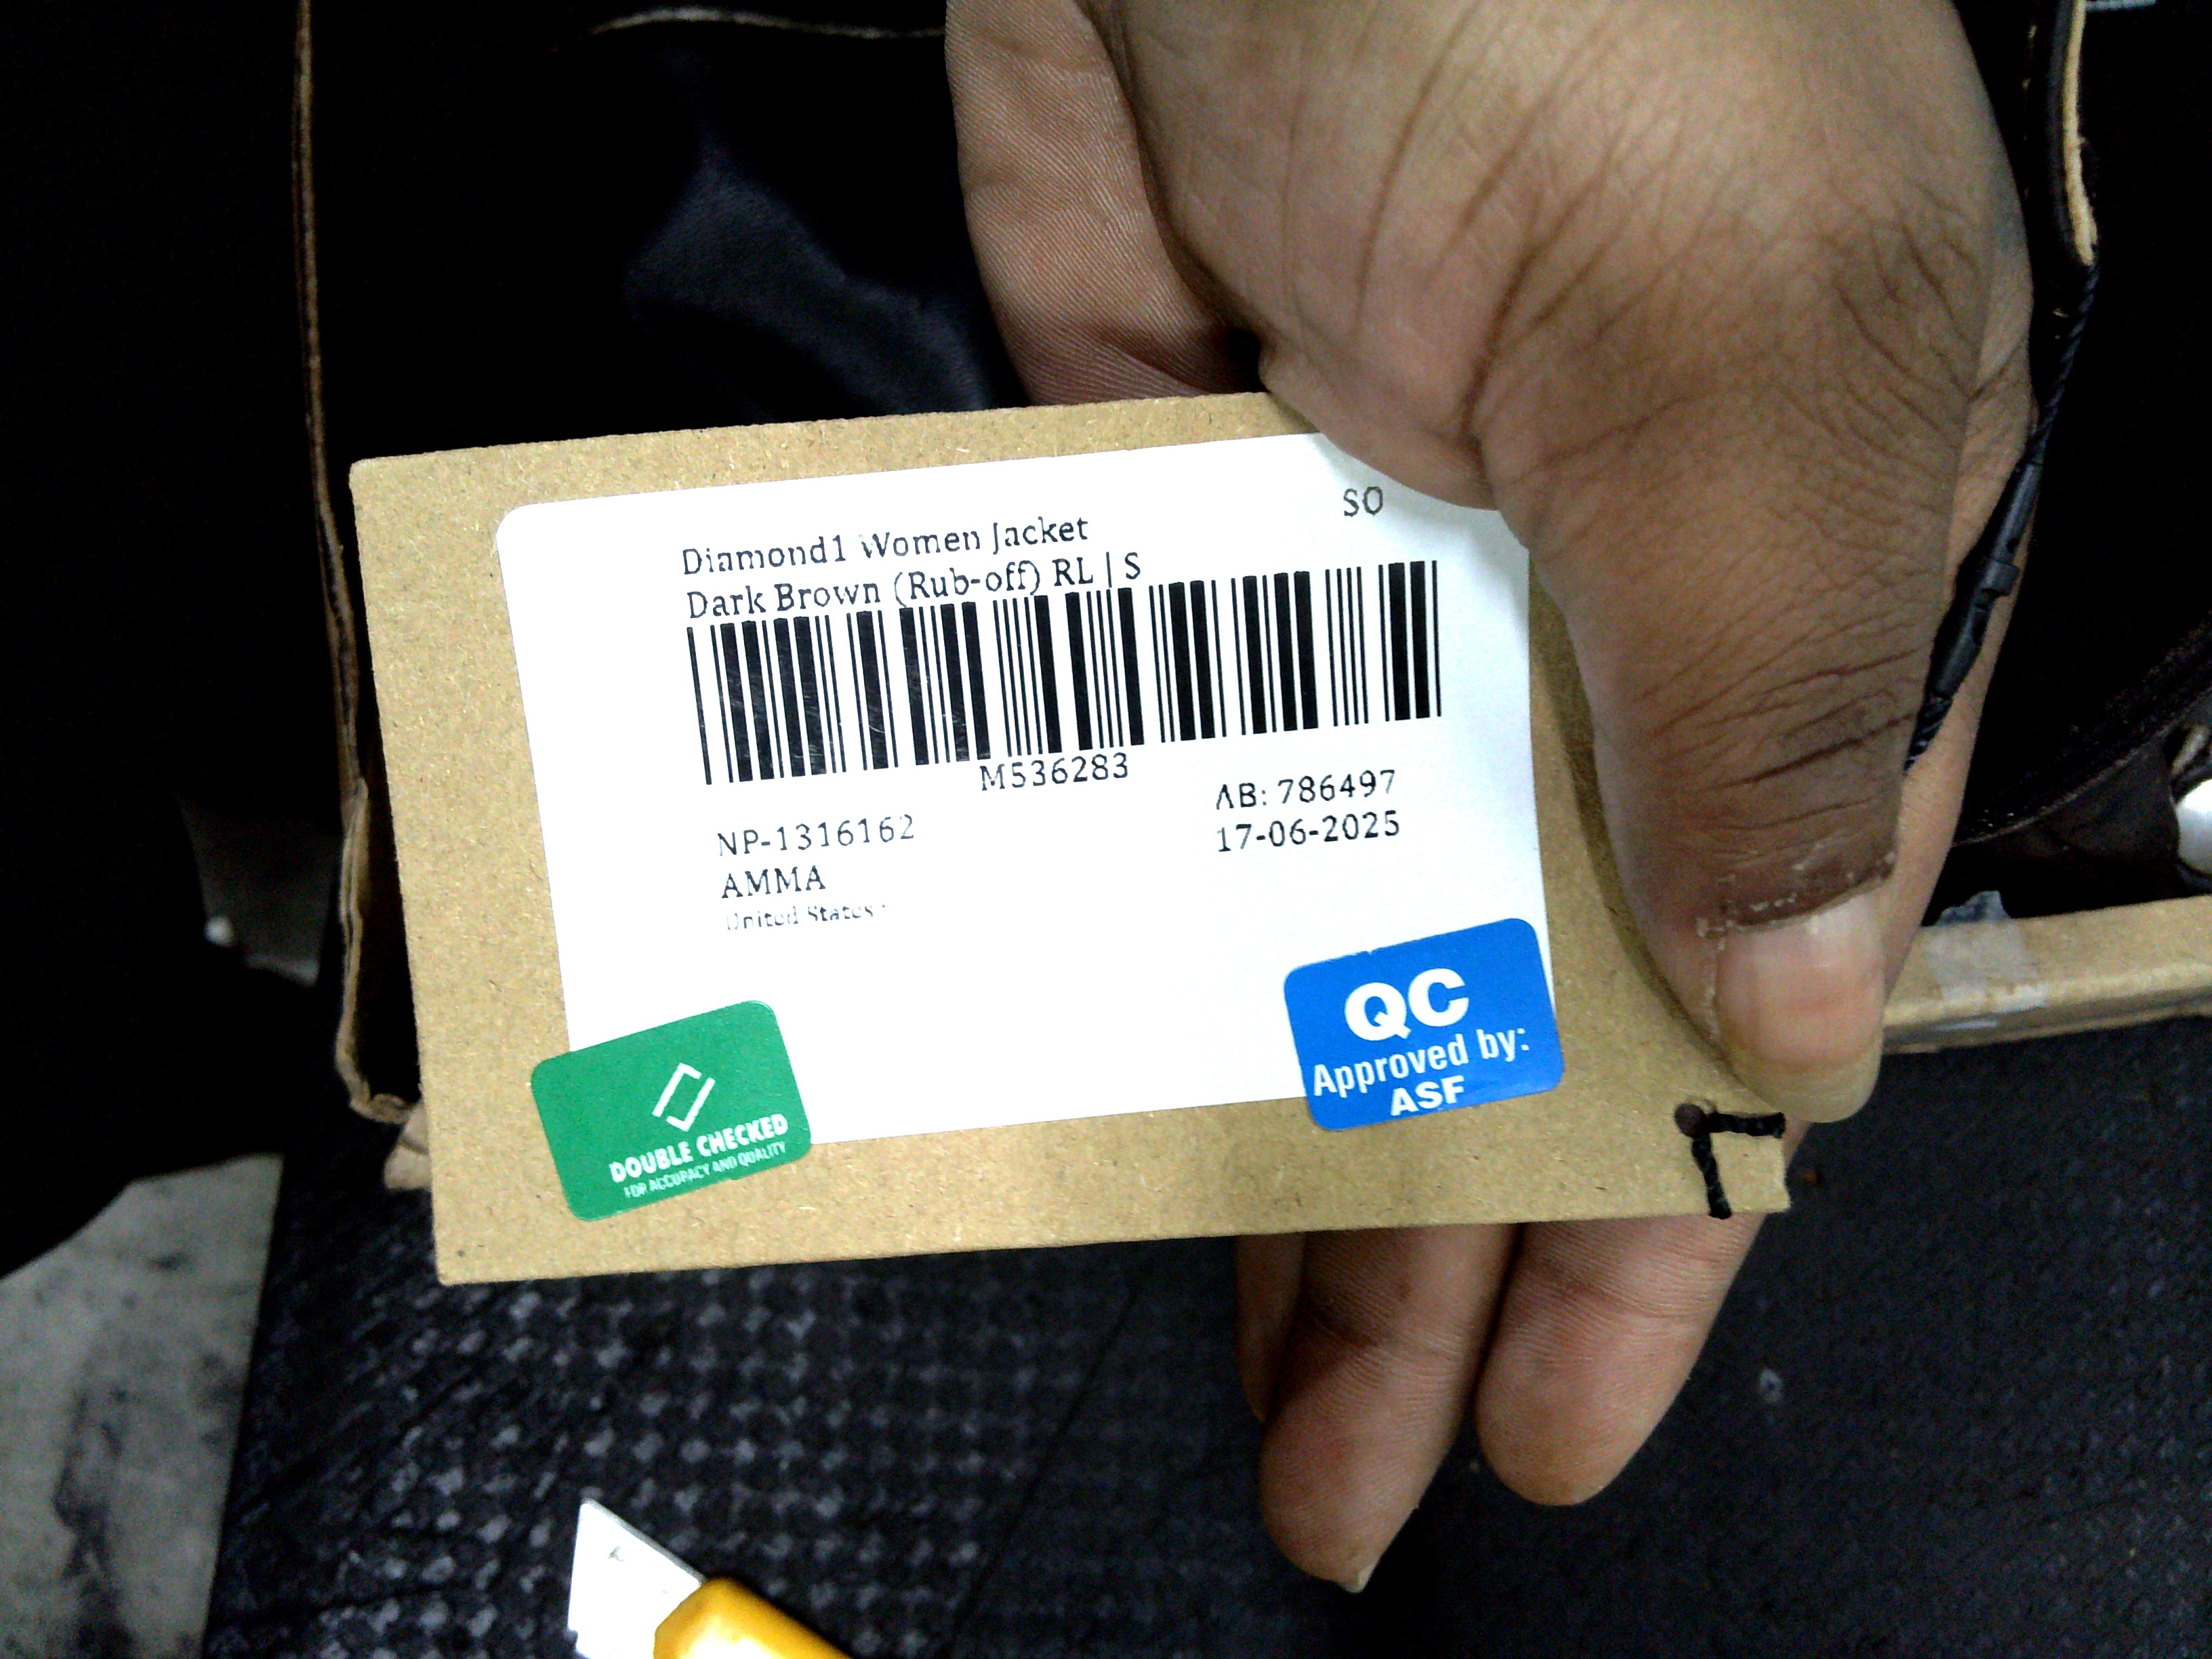 SO
Diamond1 Women Jacket
Dark Brown (Rub-off) RL | S
M536283
AB: 786497
17-06-2025
NP-1316162
AMMA
United States
QC
Approved by:
ASF
DOUBLE CHECKED
FOR ACCURACY AND QUALITY